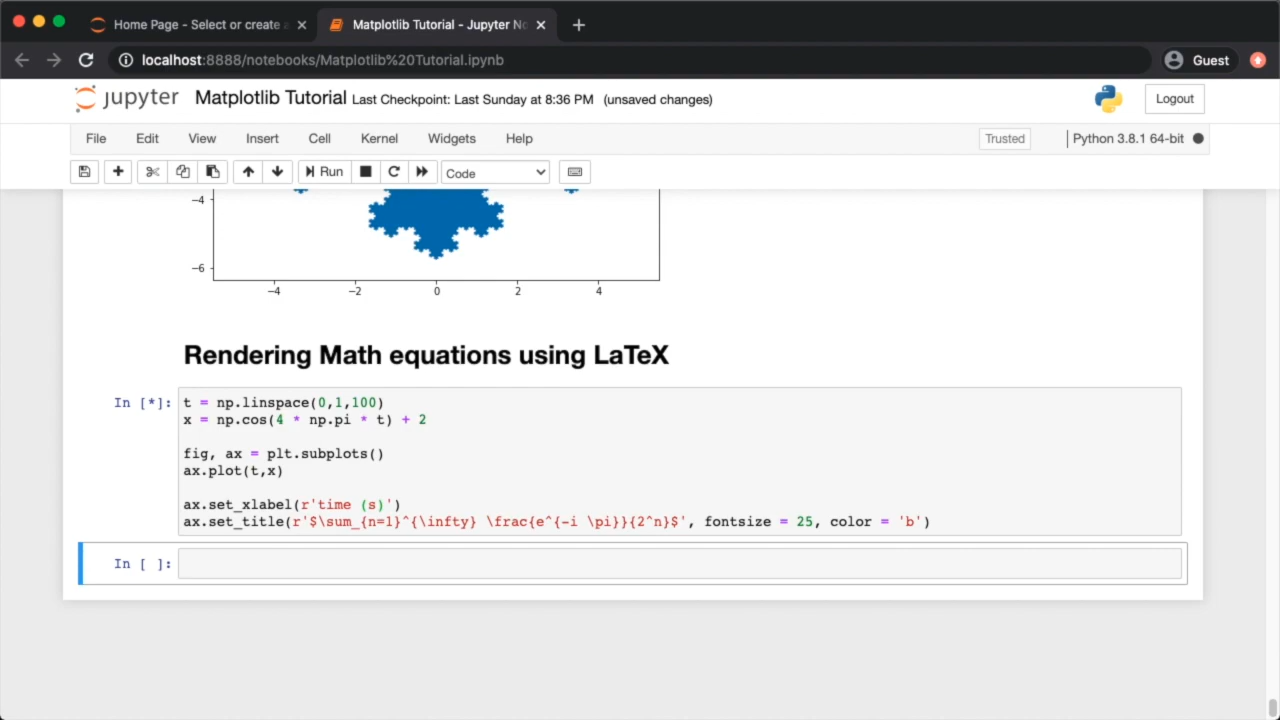 Home Page - Select or create a
Matplotlib Tutorial - Jupyter No
localhost:8888/notebooks/Matplotlib%20Tutorial.ipynb
Guest
jupyter Matplotlib Tutorial Last Checkpoint: Last Sunday at 8:36 PM (unsaved changes)
Logout
File Edit View Insert Cell Kernel Widgets Help
Trusted
Python 3.8.1 64-bit
Run
Code
−4
−6
−4 −2 0 2 4
Rendering Math equations using LaTeX
In [*]: t = np.linspace(0,1,100)
x = np.cos(4 * np.pi * t) + 2
fig, ax = plt.subplots()
ax.plot(t,x)
ax.set_xlabel(r'time (s)')
ax.set_title(r'$\sum_{n=1}^{\infty} \frac{e^{-i \pi}}{2^n}$', fontsize = 25, color = 'b')
In [ ]: